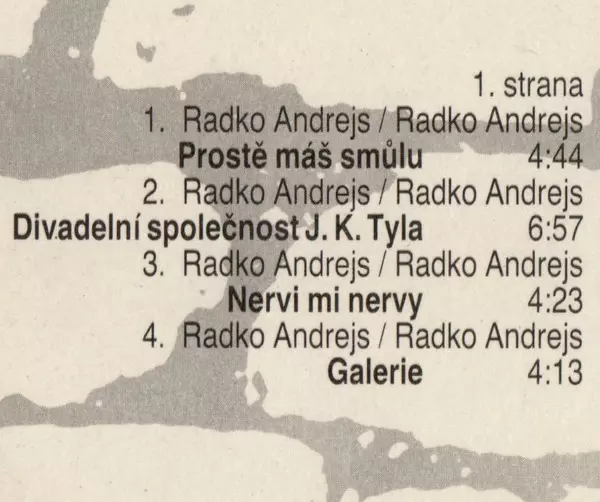 1. strana
1. Radko Andrejs / Radko Andrejs
Prostě máš smůlu 4:44
2. Radko Andrejs / Radko Andrejs
Divadelní společnost J. K. Tyla 6:57
3. Radko Andrejs / Radko Andrejs
Nervi mi nervy 4:23
4. Radko Andrejs / Radko Andrejs
Galerie 4:13